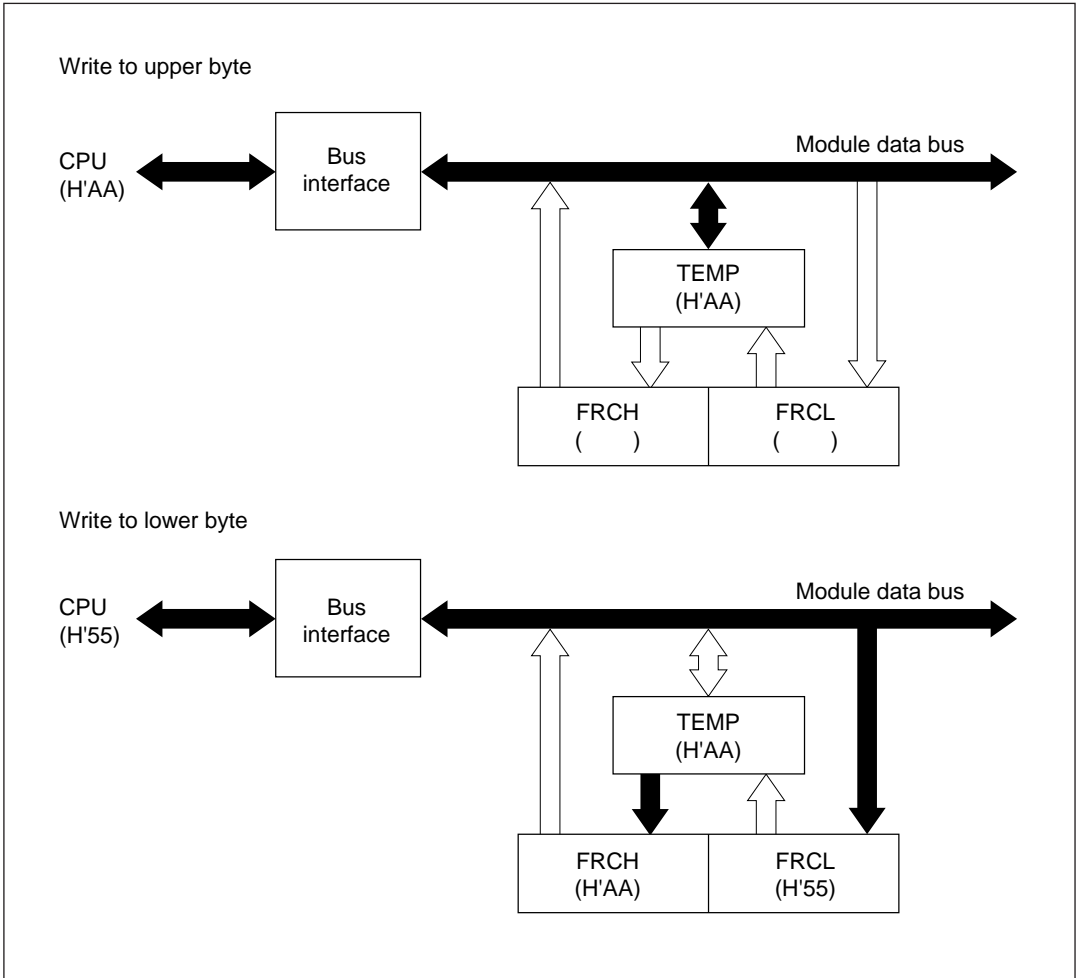 Write to upper byte
CPU
(H'AA)
Bus
interface
Module data bus
TEMP
(H'AA)
FRCH
( )
FRCL
( )
Write to lower byte
CPU
(H'55)
Bus
interface
Module data bus
TEMP
(H'AA)
FRCH
(H'AA)
FRCL
(H'55)